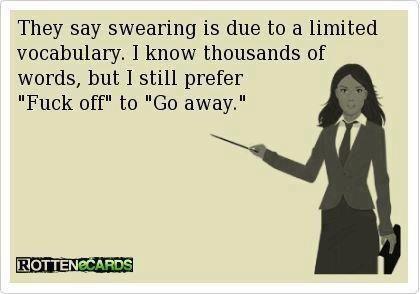 They say swearing is due to a limited
vocabulary. I know thousands of
words, but I still prefer
"Fuck off" to "Go away."
ROTTENeCARDS